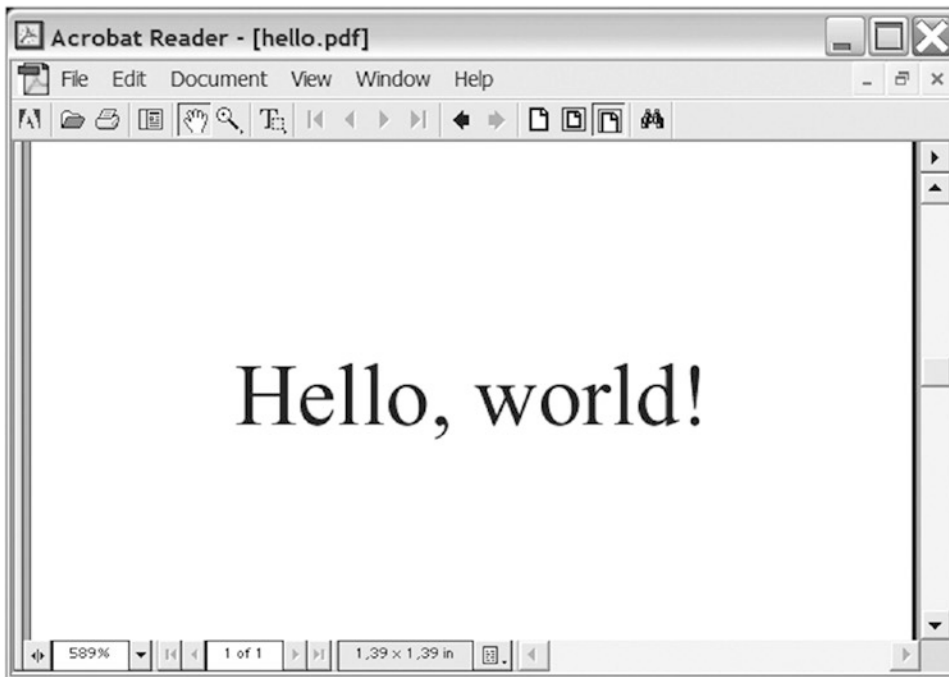 Acrobat Reader - [hello.pdf]
File Edit Document View Window Help
Hello, world!
589% 1 of 1 1,39 × 1,39 in